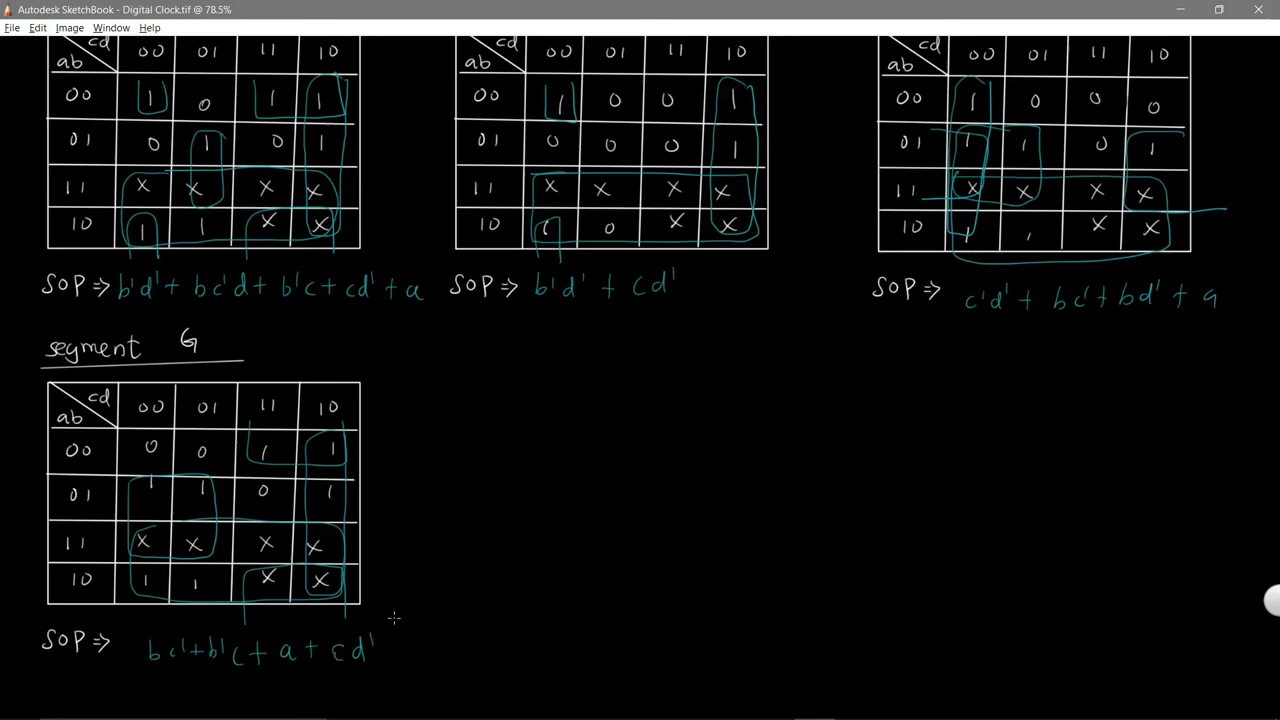 Autodesk SketchBook - Digital Clock.tif @ 78.5%
File Edit Image Window Help
cd 00 01 11 10
ab
00 1 0 1 1
01 0 1 0 1
11 X X X X
10 1 1 X X
SOP ⇒ b'd' + bc'd + b'c + cd' + a
cd 00 01 11 10
ab
00 1 0 0 1
01 0 0 0 1
11 X X X X
10 1 0 X X
SOP ⇒ b'd' + cd'
cd 00 01 11 10
ab
00 1 0 0 0
01 1 1 0 1
11 X X X X
10 1 1 X X
SOP ⇒ c'd' + bc' + bd' + a
segment G
cd 00 01 11 10
ab
00 0 0 1 1
01 1 1 0 1
11 X X X X
10 1 1 X X
SOP ⇒ bc' + b'c + a + cd'